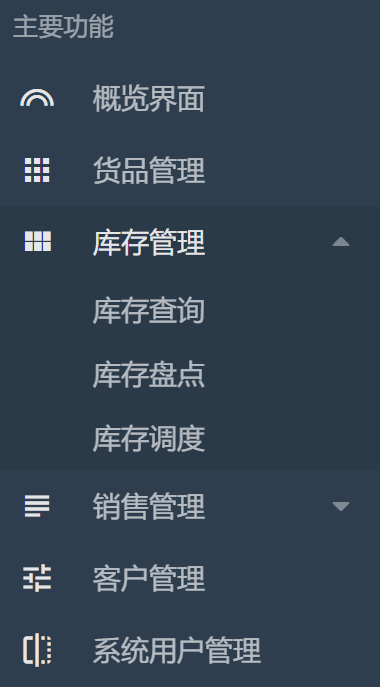 主要功能
概览界面
货品管理
库存管理
库存查询
库存盘点
库存调度
销售管理
客户管理
系统用户管理